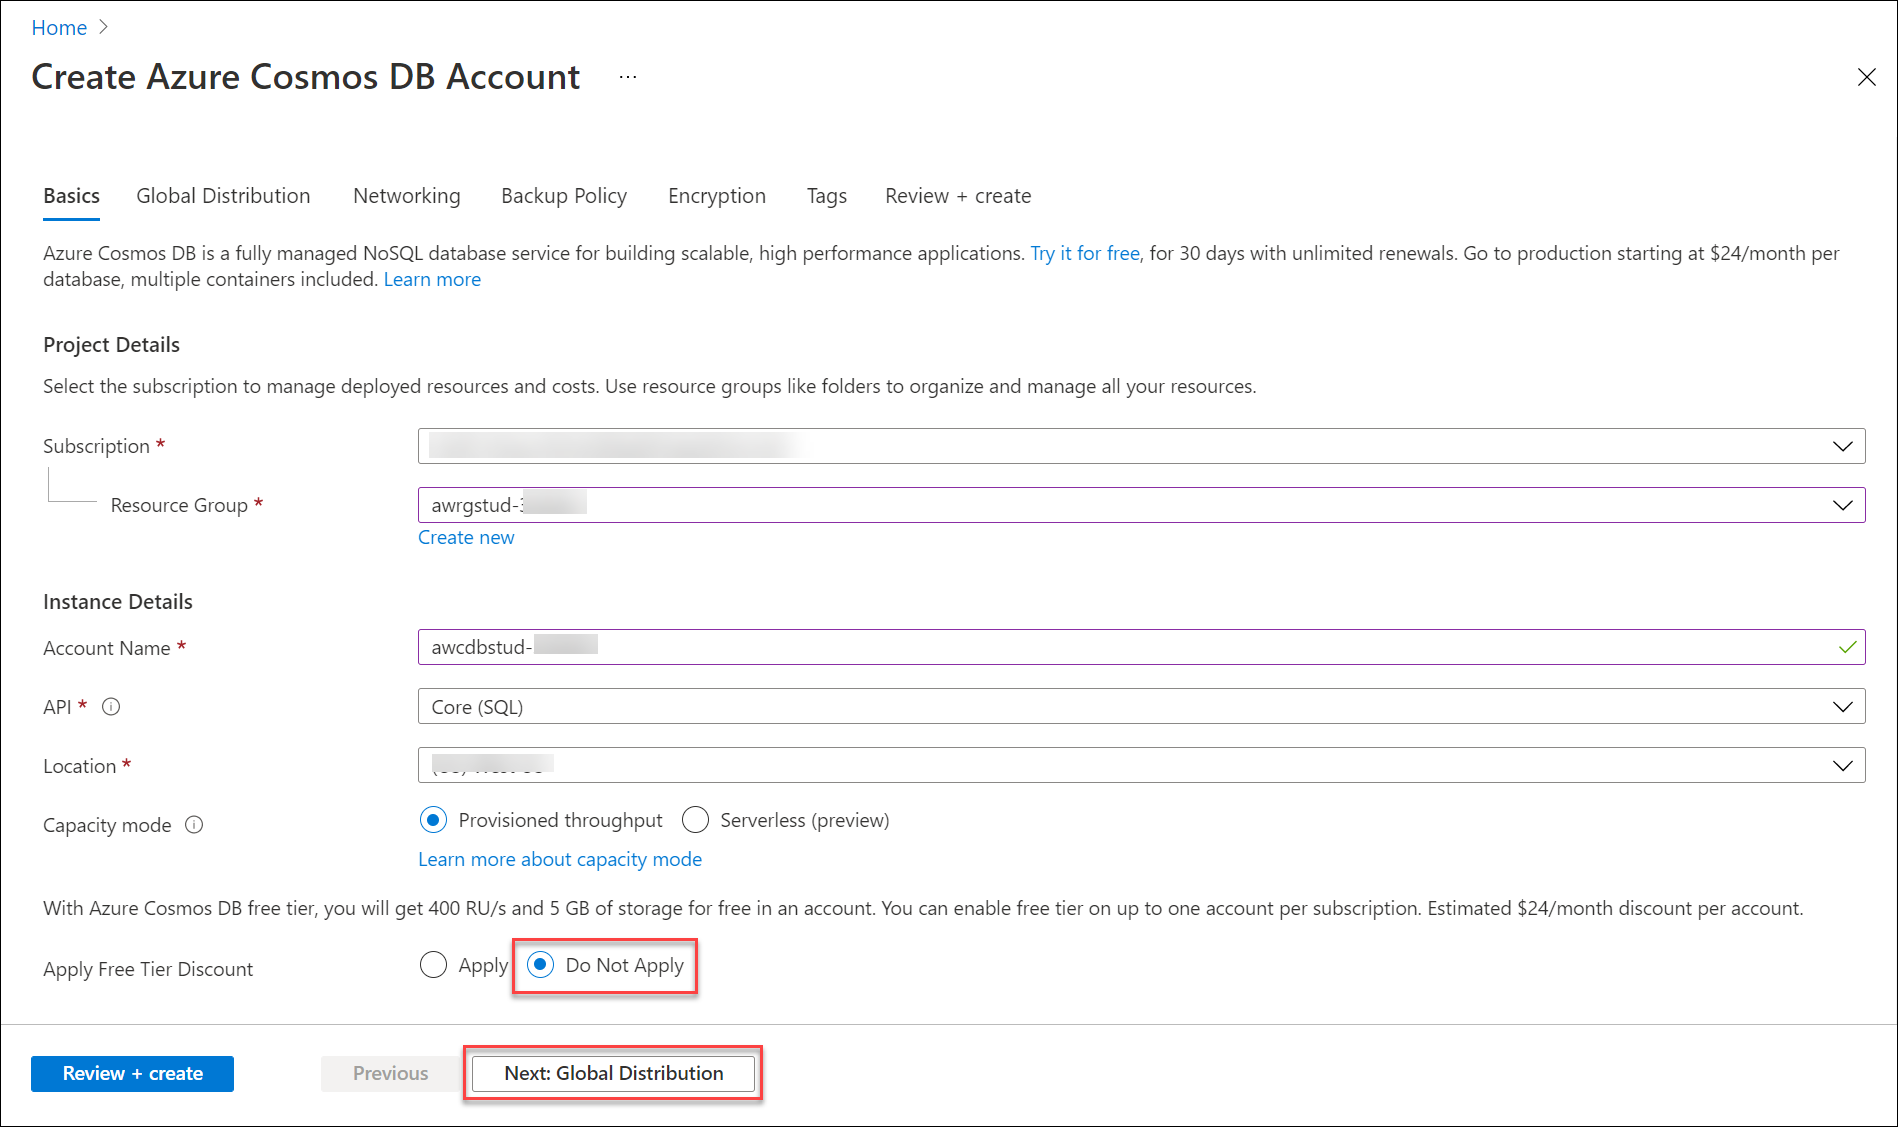 Home
Create Azure Cosmos DB Account ...
Basics Global Distribution Networking Backup Policy Encryption Tags Review + create
Azure Cosmos DB is a fully managed NoSQL database service for building scalable, high performance applications. Try it for free, for 30 days with unlimited renewals. Go to production starting at $24/month per
database, multiple containers included. Learn more
Project Details
Select the subscription to manage deployed resources and costs. Use resource groups like folders to organize and manage all your resources.
Subscription *
Resource Group * awrgstud-
Create new
Instance Details
Account Name * awcdbstud-
API * Core (SQL)
Location *
Capacity mode Provisioned throughput Serverless (preview)
Learn more about capacity mode
With Azure Cosmos DB free tier, you will get 400 RU/s and 5 GB of storage for free in an account. You can enable free tier on up to one account per subscription. Estimated $24/month discount per account.
Apply Free Tier Discount Apply Do Not Apply
Review + create Previous Next: Global Distribution